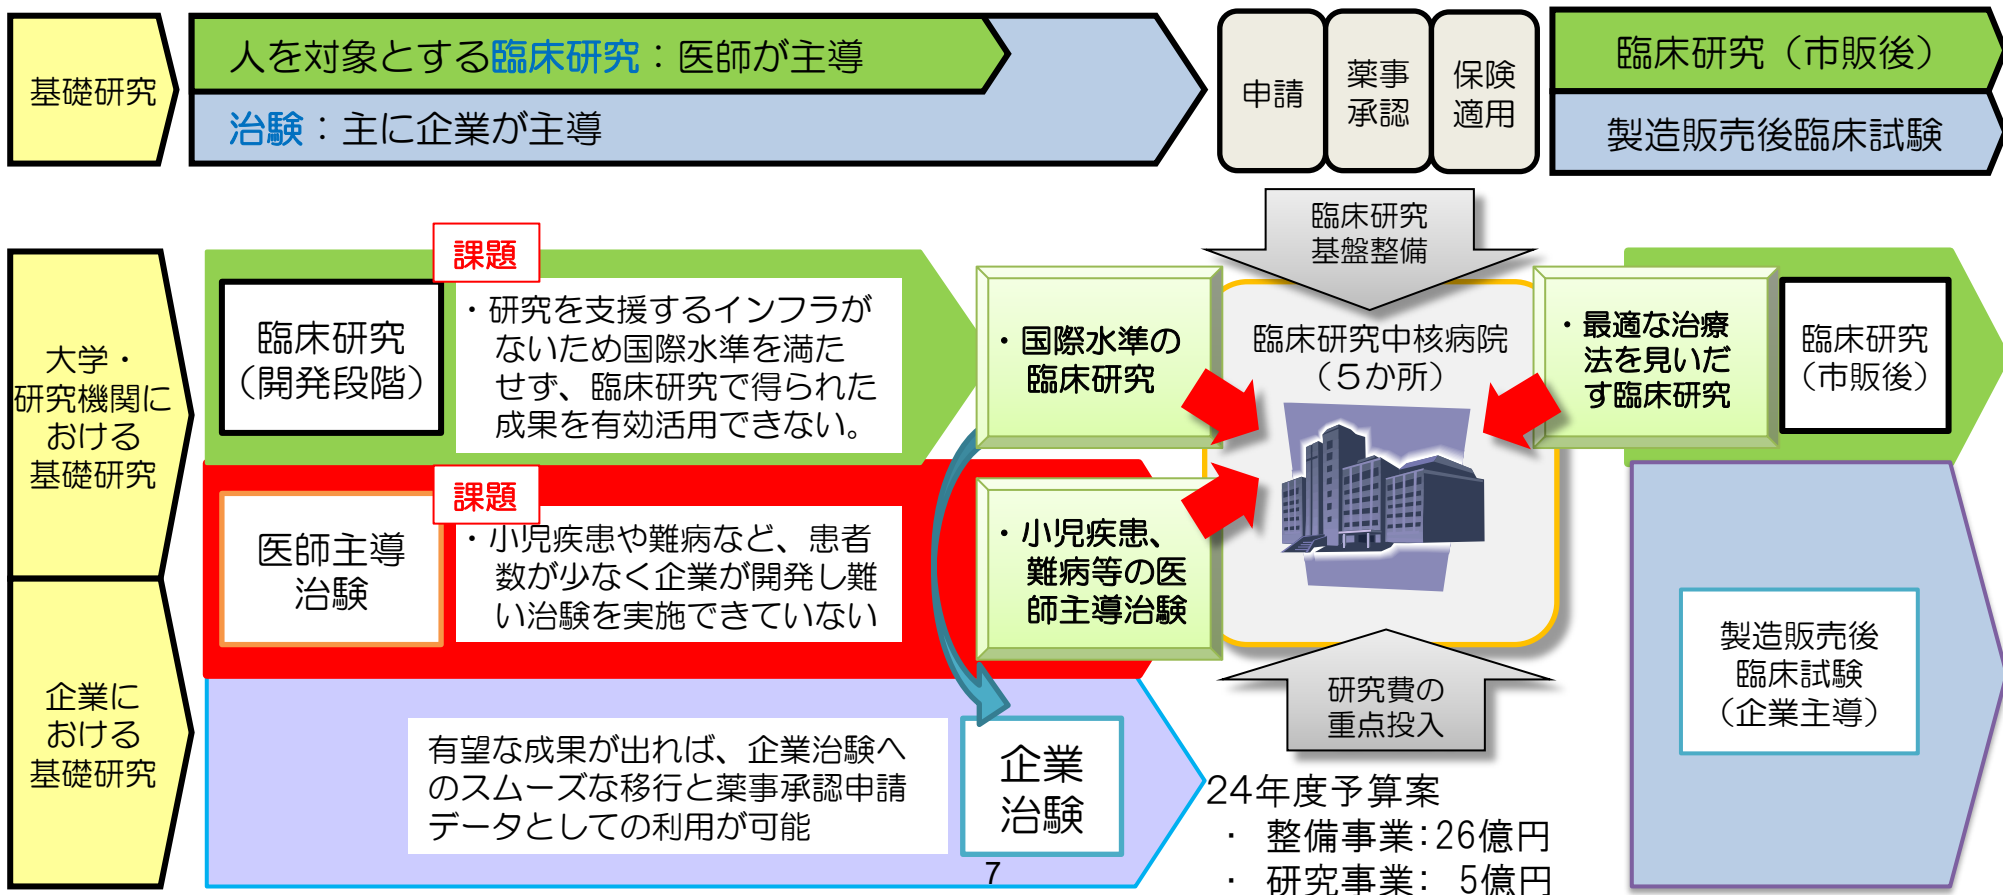 基礎研究
人を対象とする臨床研究：医師が主導
治験：主に企業が主導
申請
薬事
承認
保険
適用
臨床研究（市販後）
製造販売後臨床試験
大学・
研究機関に
おける
基礎研究
企業に
おける
基礎研究
課題
臨床研究
（開発段階）
・研究を支援するインフラが
ないため国際水準を満た
せず、臨床研究で得られた
成果を有効活用できない。
課題
医師主導
治験
・小児疾患や難病など、患者
数が少なく企業が開発し難
い治験を実施できていない
有望な成果が出れば、企業治験へ
のスムーズな移行と薬事承認申請
データとしての利用が可能
企業
治験
・国際水準の
臨床研究
・小児疾患、
難病等の医
師主導治験
臨床研究
基盤整備
臨床研究中核病院
（５か所）
研究費の
重点投入
・最適な治療
法を見いだ
す臨床研究
臨床研究
（市販後）
製造販売後
臨床試験
（企業主導）
24年度予算案
・ 整備事業：26億円
・ 研究事業： 5億円
7